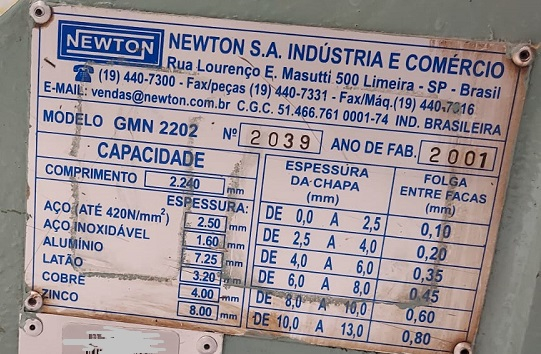 NEWTON
NEWTON S.A. INDÚSTRIA E COMÉRCIO
Rua Lourenço E. Masutti 500 Limeira - SP - Brasil
(19) 440-7300 - Fax/peças (19) 440-7331 - Fax/Máq.(19) 440-7316
E-MAIL: vendas@newton.com.br C.G.C. 51.466.761 0001-74 IND. BRASILEIRA
MODELO GMN 2202 Nº 2039 ANO DE FAB. 2001
CAPACIDADE
COMPRIMENTO 2.240 mm
ESPESSURA:
AÇO (ATÉ 420N/mm²) 2.50 mm
AÇO INOXIDÁVEL 1.60 mm
ALUMÍNIO 7.25 mm
LATÃO 3.20 mm
COBRE 4.00 mm
ZINCO 8.00 mm
ESPESSURA DA CHAPA (mm)
FOLGA ENTRE FACAS (mm)
DE 0,0 A 2,5 0,10
DE 2,5 A 4,0 0,20
DE 4,0 A 6,0 0,35
DE 6,0 A 8,0 0,45
DE 8,0 A 10,0 0,60
DE 10,0 A 13,0 0,80